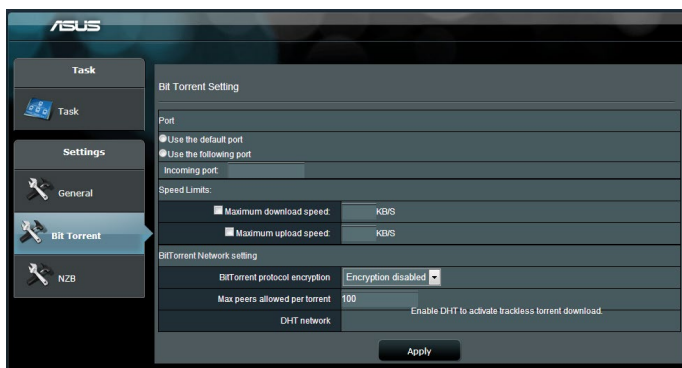 ASUS
Task
Task
Settings
General
Bit Torrent
NZB
Bit Torrent Setting
Port
Use the default port
Use the following port
Incoming port:
Speed Limits:
Maximum download speed: KB/S
Maximum upload speed: KB/S
BitTorrent Network setting
BitTorrent protocol encryption Encryption disabled
Max peers allowed per torrent 100
DHT network Enable DHT to activate trackless torrent download.
Apply